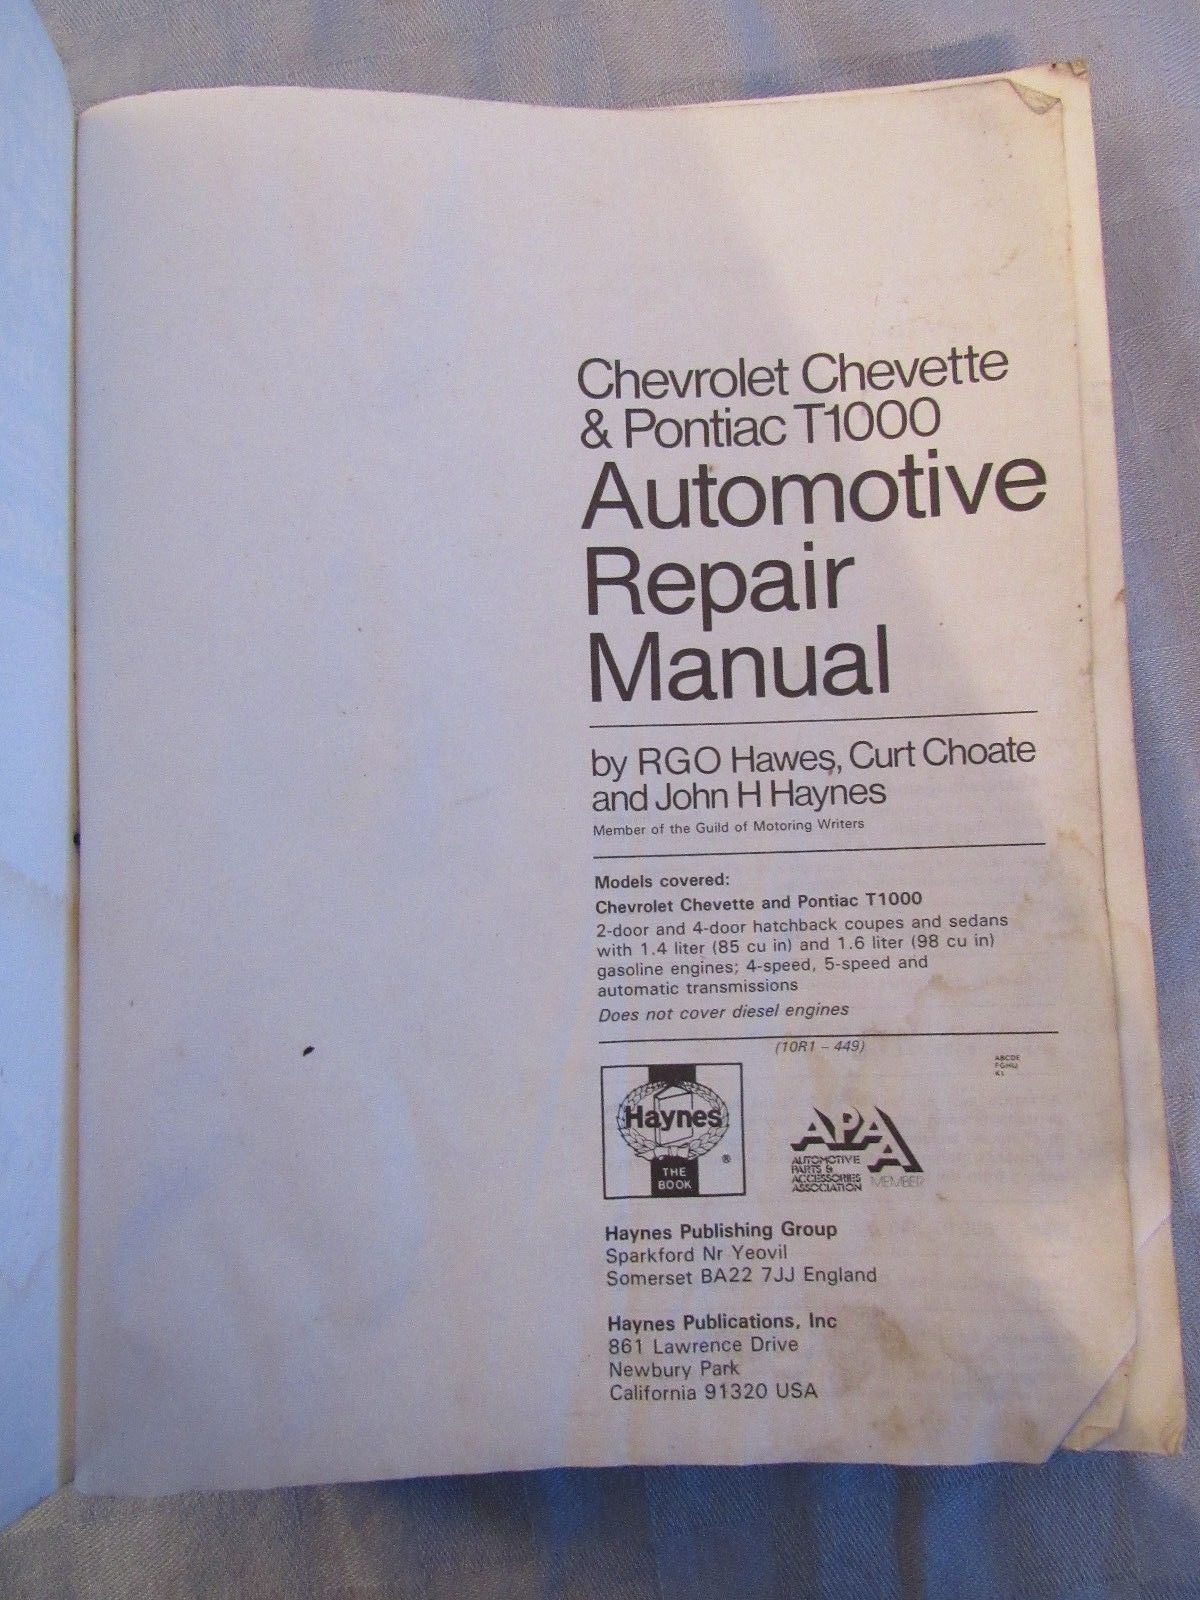 Chevrolet Chevette
& Pontiac T1000
Automotive
Repair
Manual
by RGO Hawes, Curt Choate
and John H Haynes
Member of the Guild of Motoring Writers
Models covered:
Chevrolet Chevette and Pontiac T1000
2-door and 4-door hatchback coupes and sedans
with 1.4 liter (85 cu in) and 1.6 liter (98 cu in)
gasoline engines; 4-speed, 5-speed and
automatic transmissions
Does not cover diesel engines
(10R1 – 449)
ABCDE
FGHIJ
KL
Haynes
®
THE
BOOK
APAA
AUTOMOTIVE
PARTS &
ACCESSORIES
ASSOCIATION
MEMBER
Haynes Publishing Group
Sparkford Nr Yeovil
Somerset BA22 7JJ England
Haynes Publications, Inc
861 Lawrence Drive
Newbury Park
California 91320 USA